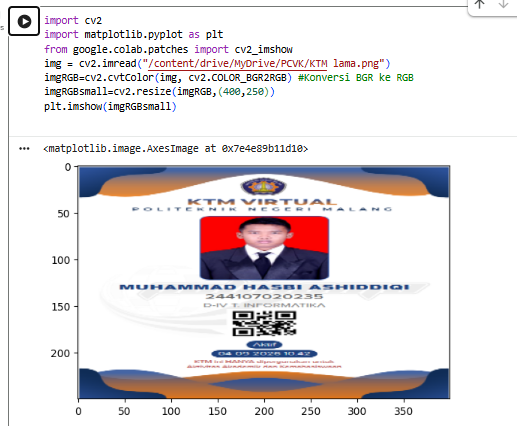 import cv2
import matplotlib.pyplot as plt
from google.colab.patches import cv2_imshow
img = cv2.imread("/content/drive/MyDrive/PCVK/KTM lama.png")
imgRGB=cv2.cvtColor(img, cv2.COLOR_BGR2RGB) #Konversi BGR ke RGB
imgRGBsmall=cv2.resize(imgRGB,(400,250))
plt.imshow(imgRGBsmall)
<matplotlib.image.AxesImage at 0x7e4e89b11d10>
KTM VIRTUAL
POLITEKNIK NEGERI MALANG
MUHAMMAD HASBI ASHIDDIQI
244107020235
D-IV T. INFORMATIKA
Aktif
04-09-2026 10.42
KTM ini HANYA dipergunakan untuk
0
50
100
150
200
0 50 100 150 200 250 300 350